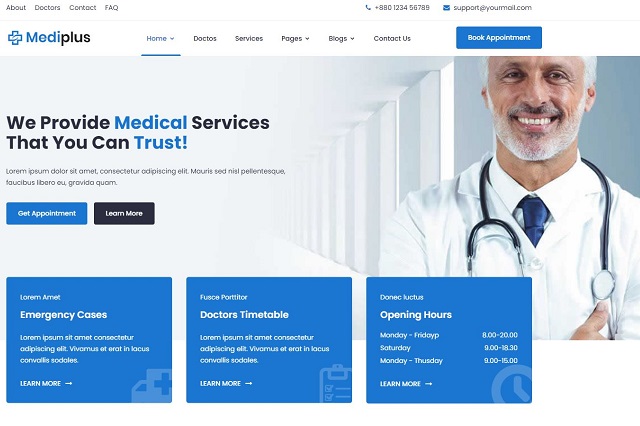 About Doctors Contact FAQ +880 1234 56789 support@yourmail.com
Mediplus Home Doctos Services Pages Blogs Contact Us Book Appointment
We Provide Medical Services
That You Can Trust!
Lorem ipsum dolor sit amet, consectetur adipiscing elit. Mauris sed nisl pellentesque,
faucibus libero eu, gravida quam.
Get Appointment Learn More
Lorem Amet
Emergency Cases
Lorem ipsum sit amet consectetur
adipiscing elit. Vivamus et erat in lacus
convallis sodales.
LEARN MORE →
Fusce Porttitor
Doctors Timetable
Lorem ipsum sit amet consectetur
adipiscing elit. Vivamus et erat in lacus
convallis sodales.
LEARN MORE →
Donec luctus
Opening Hours
Monday - Fridayp 8.00-20.00
Saturday 9.00-18.30
Monday - Thusday 9.00-15.00
LEARN MORE →